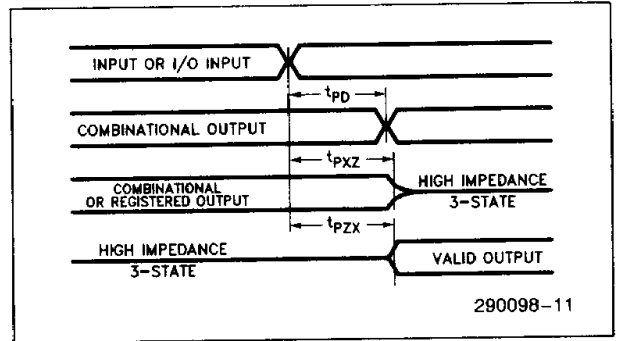 INPUT OR I/O INPUT
tPD
COMBINATIONAL OUTPUT
tPXZ
COMBINATIONAL
OR REGISTERED OUTPUT
HIGH IMPEDANCE
3-STATE
tPZX
HIGH IMPEDANCE
3-STATE
VALID OUTPUT
290098-11